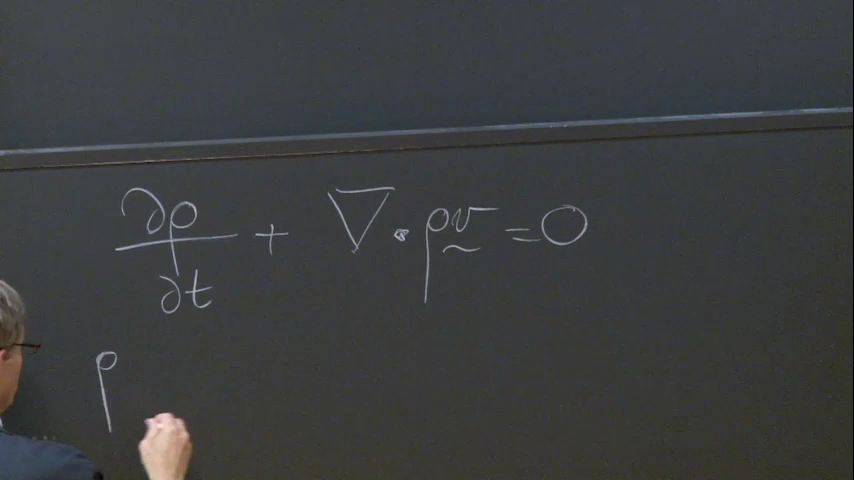 ∂ρ/∂t + ∇ · ρv̰ = 0
ρ